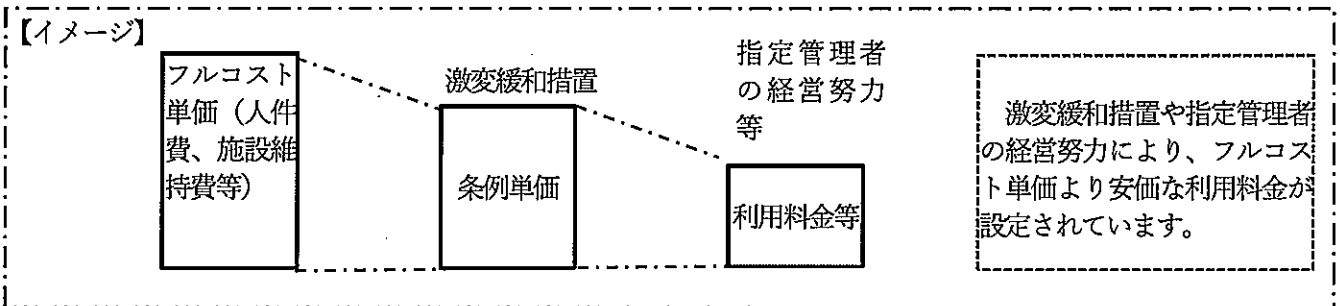 【イメージ】
フルコスト
単価（人件
費、施設維
持費等）
激変緩和措置
条例単価
指定管理者
の経営努力
等
利用料金等
激変緩和措置や指定管理者
の経営努力により、フルコス
ト単価より安価な利用料金が
設定されています。